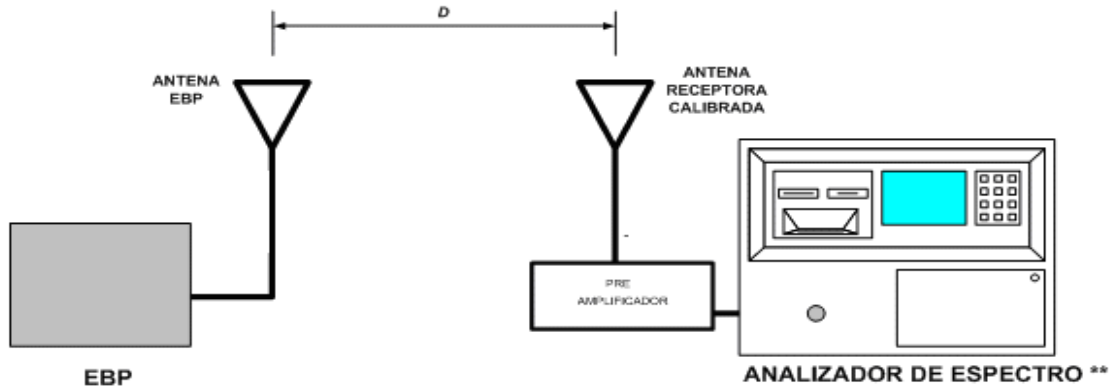 D
ANTENA
EBP
ANTENA
RECEPTORA
CALIBRADA
PRE
AMPLIFICADOR
EBP
ANALIZADOR DE ESPECTRO **